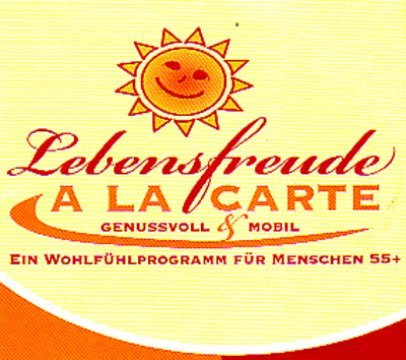 Lebensfreude
A LA CARTE
GENUSSVOLL & MOBIL
EIN WOHLFÜHLPROGRAMM FÜR MENSCHEN 55+